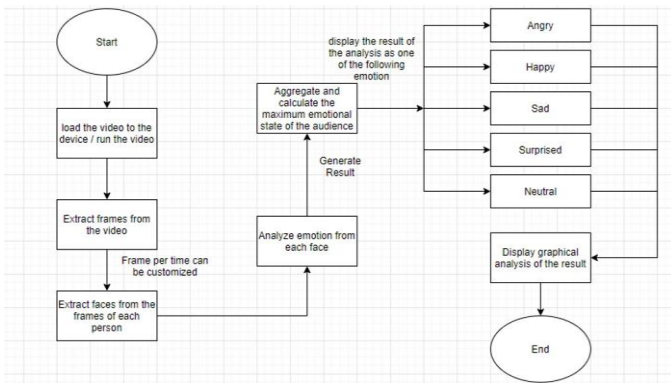 Start
load the video to the
device / run the video
Extract frames from
the video
Frame per time can
be customized
Extract faces from the
frames of each
person
Analyze emotion from
each face
Generate
Result
Aggregate and
calculate the
maximum emotional
state of the audience
display the result of
the analysis as one
of the following
emotion
Angry
Happy
Sad
Surprised
Neutral
Display graphical
analysis of the result
End